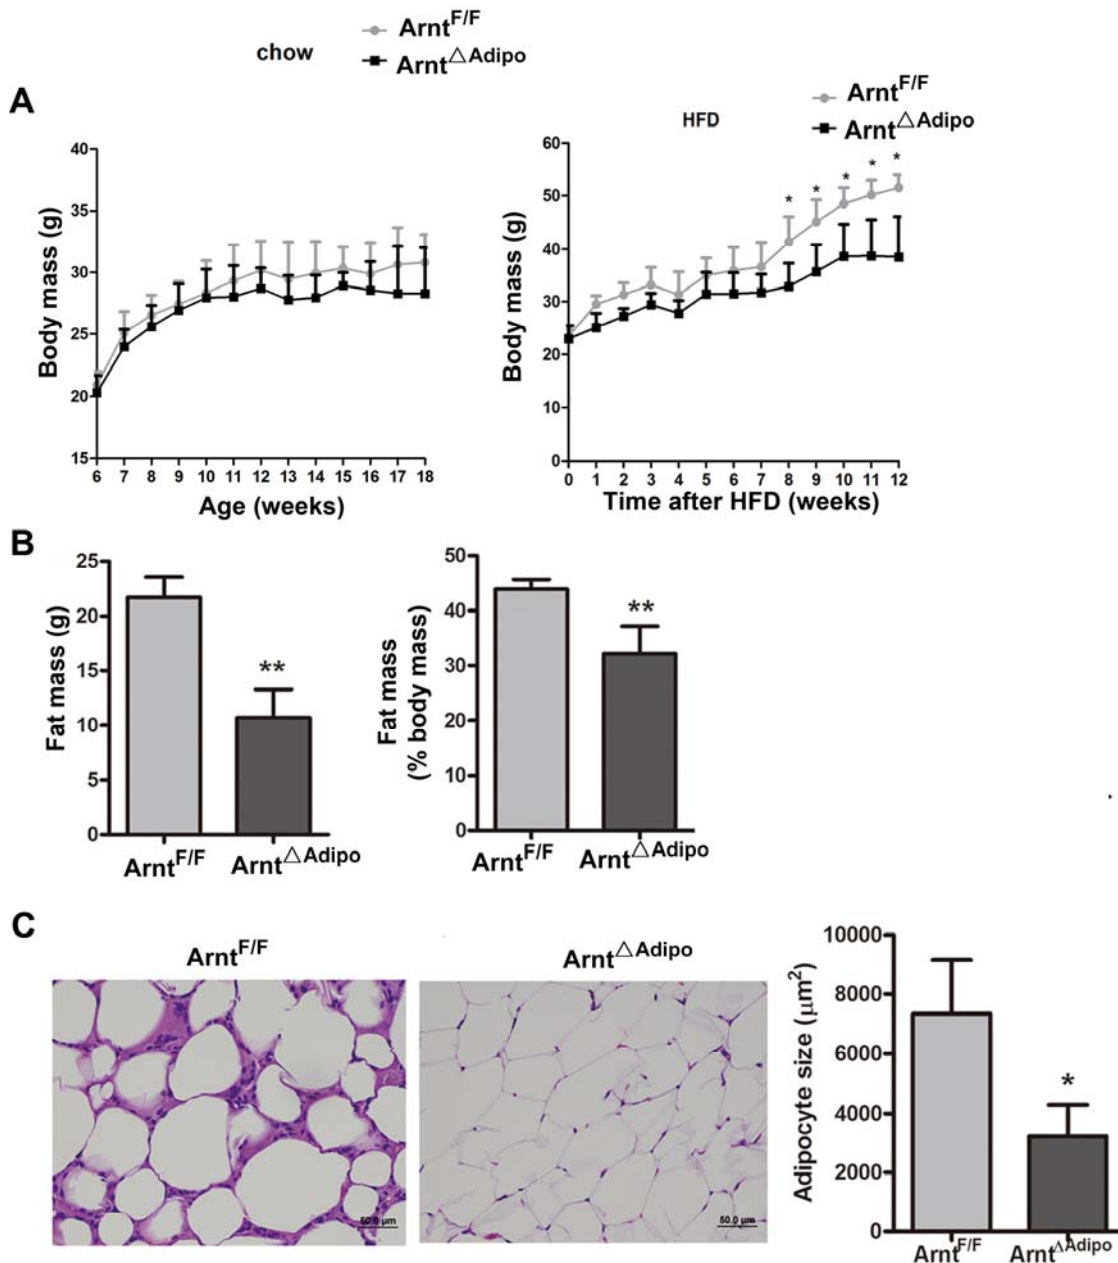 chow
Arnt^F/F
Arnt^△Adipo
A
HFD
Arnt^F/F
Arnt^△Adipo
Body mass (g)
40
35
30
25
20
15
6 7 8 9 10 11 12 13 14 15 16 17 18
Age (weeks)
Body mass (g)
60
50
40
30
20
10
0
* * * * *
0 1 2 3 4 5 6 7 8 9 10 11 12
Time after HFD (weeks)
B
Fat mass (g)
25
20
15
10
5
0
**
Arnt^F/F Arnt^△Adipo
Fat mass
(% body mass)
50
40
30
20
10
0
**
Arnt^F/F Arnt^△Adipo
C
Arnt^F/F
50.0 µm
Arnt^△Adipo
50.0 µm
Adipocyte size (µm²)
10000
8000
6000
4000
2000
0
*
Arnt^F/F Arnt^ΔAdipo